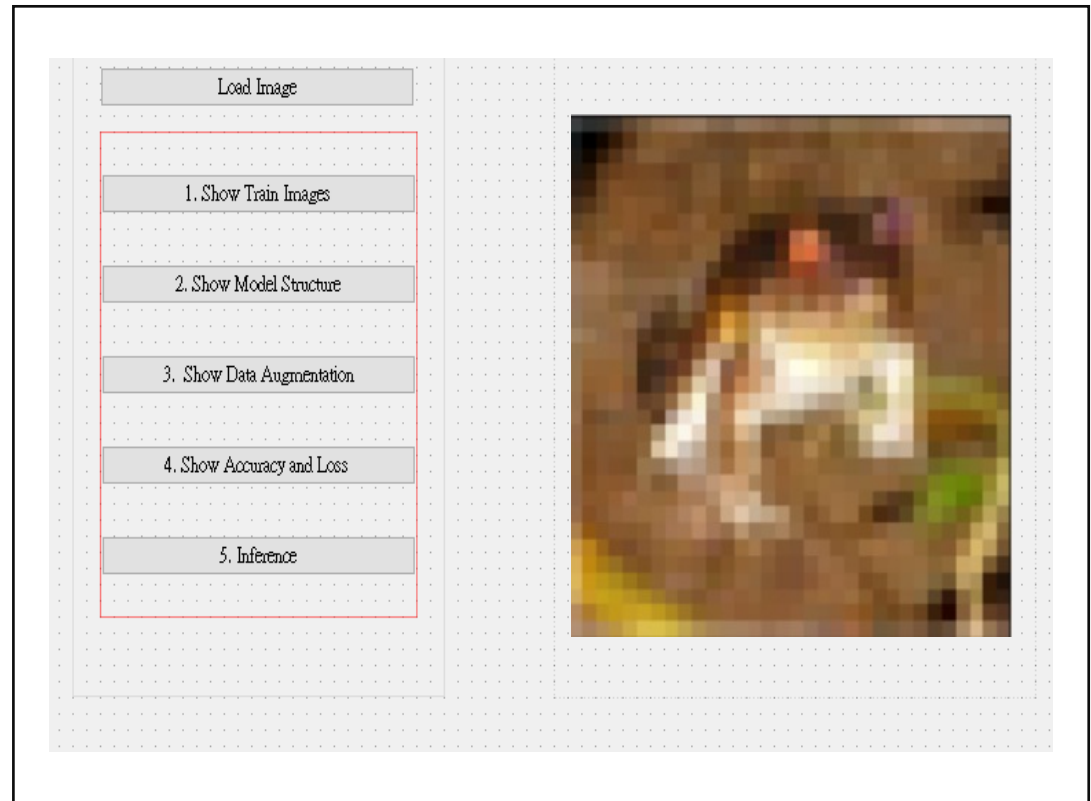 Load Image
1. Show Train Images
2. Show Model Structure
3. Show Data Augmentation
4. Show Accuracy and Loss
5. Inference